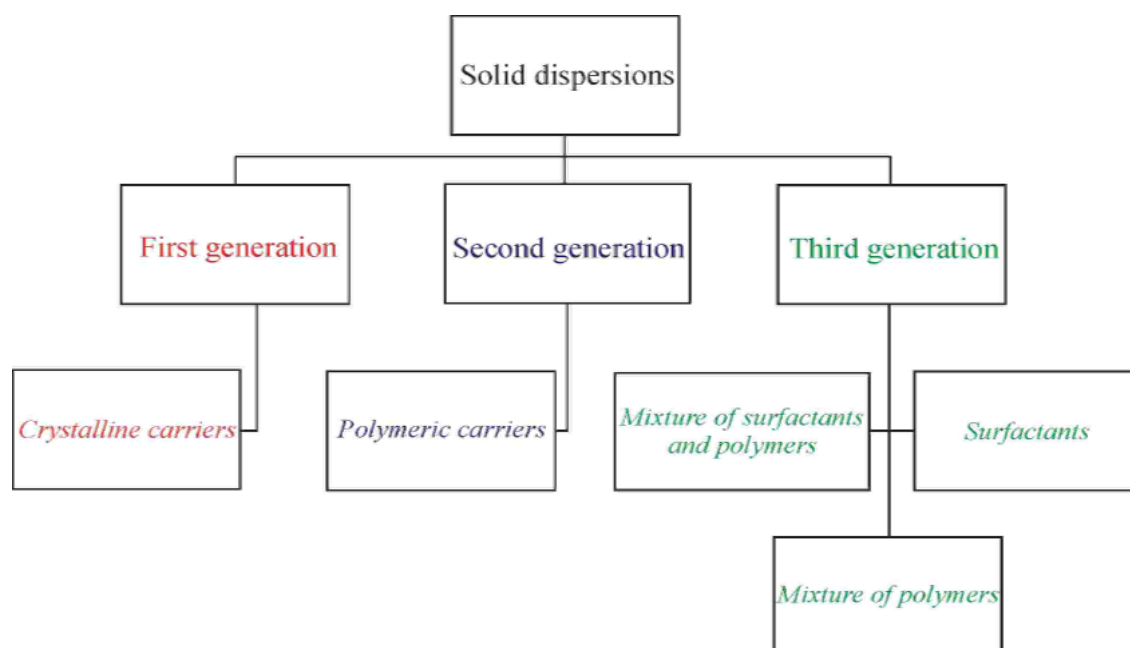 Solid dispersions
First generation
Second generation
Third generation
Crystalline carriers
Polymeric carriers
Mixture of surfactants
and polymers
Surfactants
Mixture of polymers